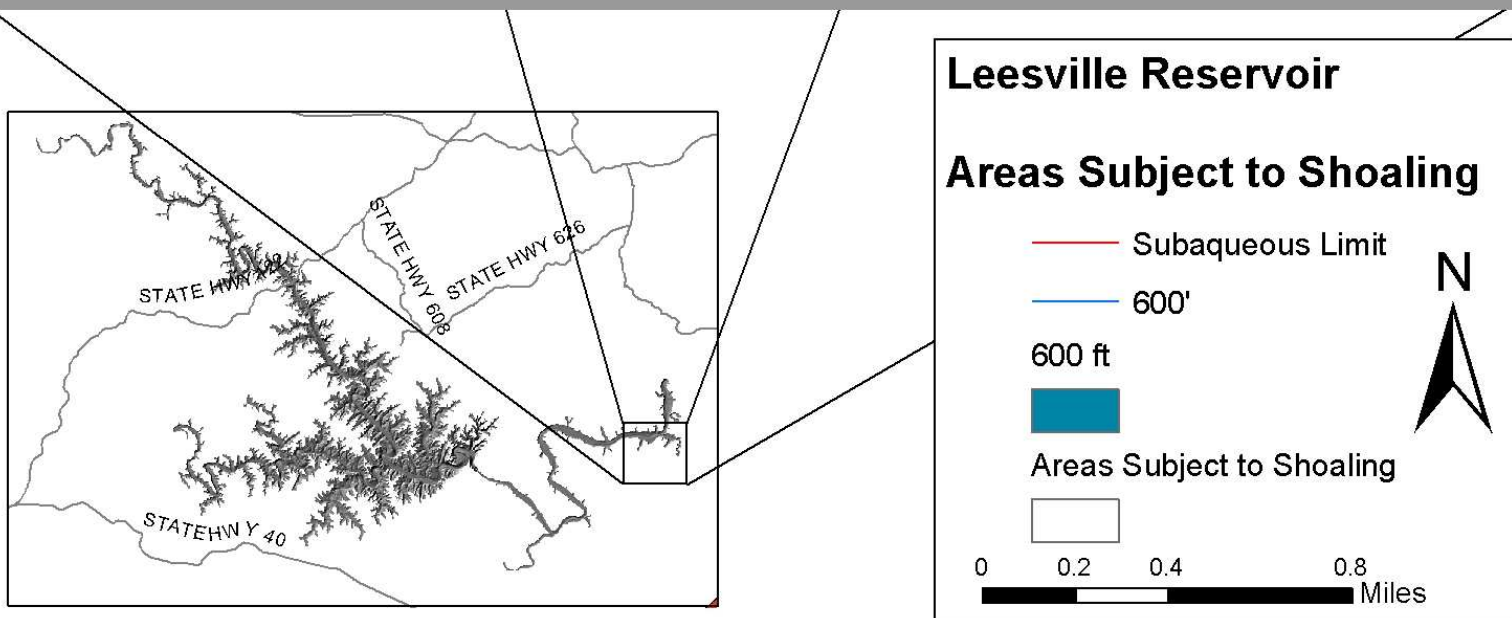 Leesville Reservoir
Areas Subject to Shoaling
Subaqueous Limit
600'
600 ft
Areas Subject to Shoaling
N
0 0.2 0.4 0.8
Miles
STATE HWY 608
STATE HWY 626
STATE HWY
STATEHW Y 40